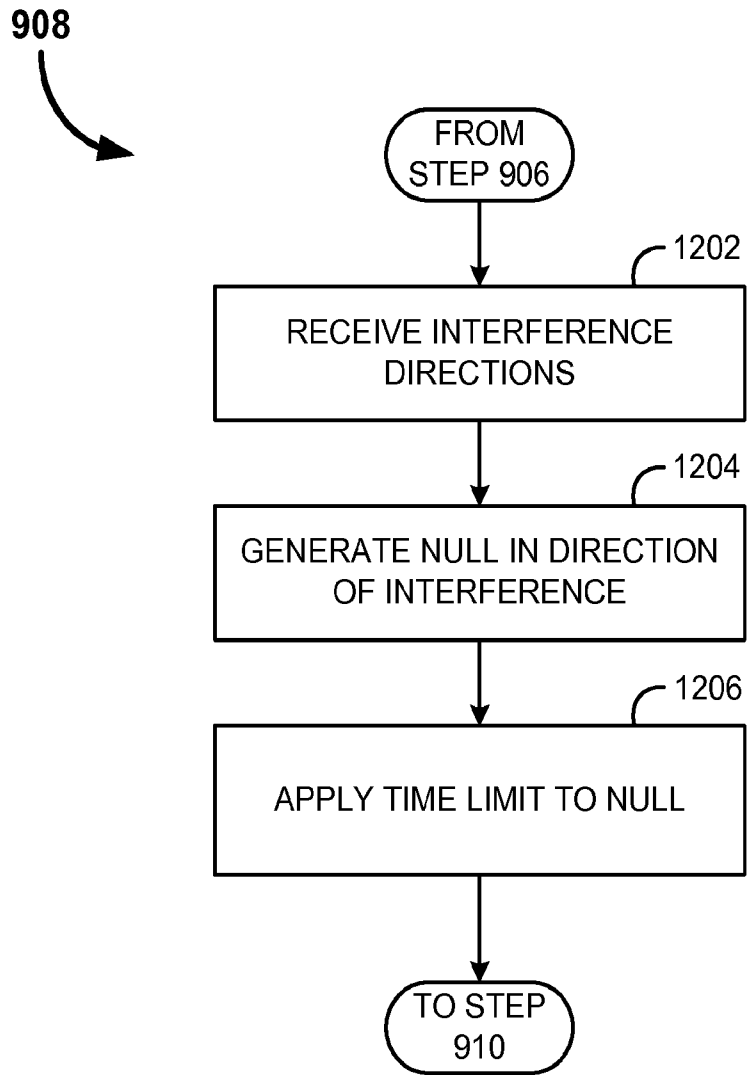 908
FROM
STEP 906
1202
RECEIVE INTERFERENCE
DIRECTIONS
1204
GENERATE NULL IN DIRECTION
OF INTERFERENCE
1206
APPLY TIME LIMIT TO NULL
TO STEP
910